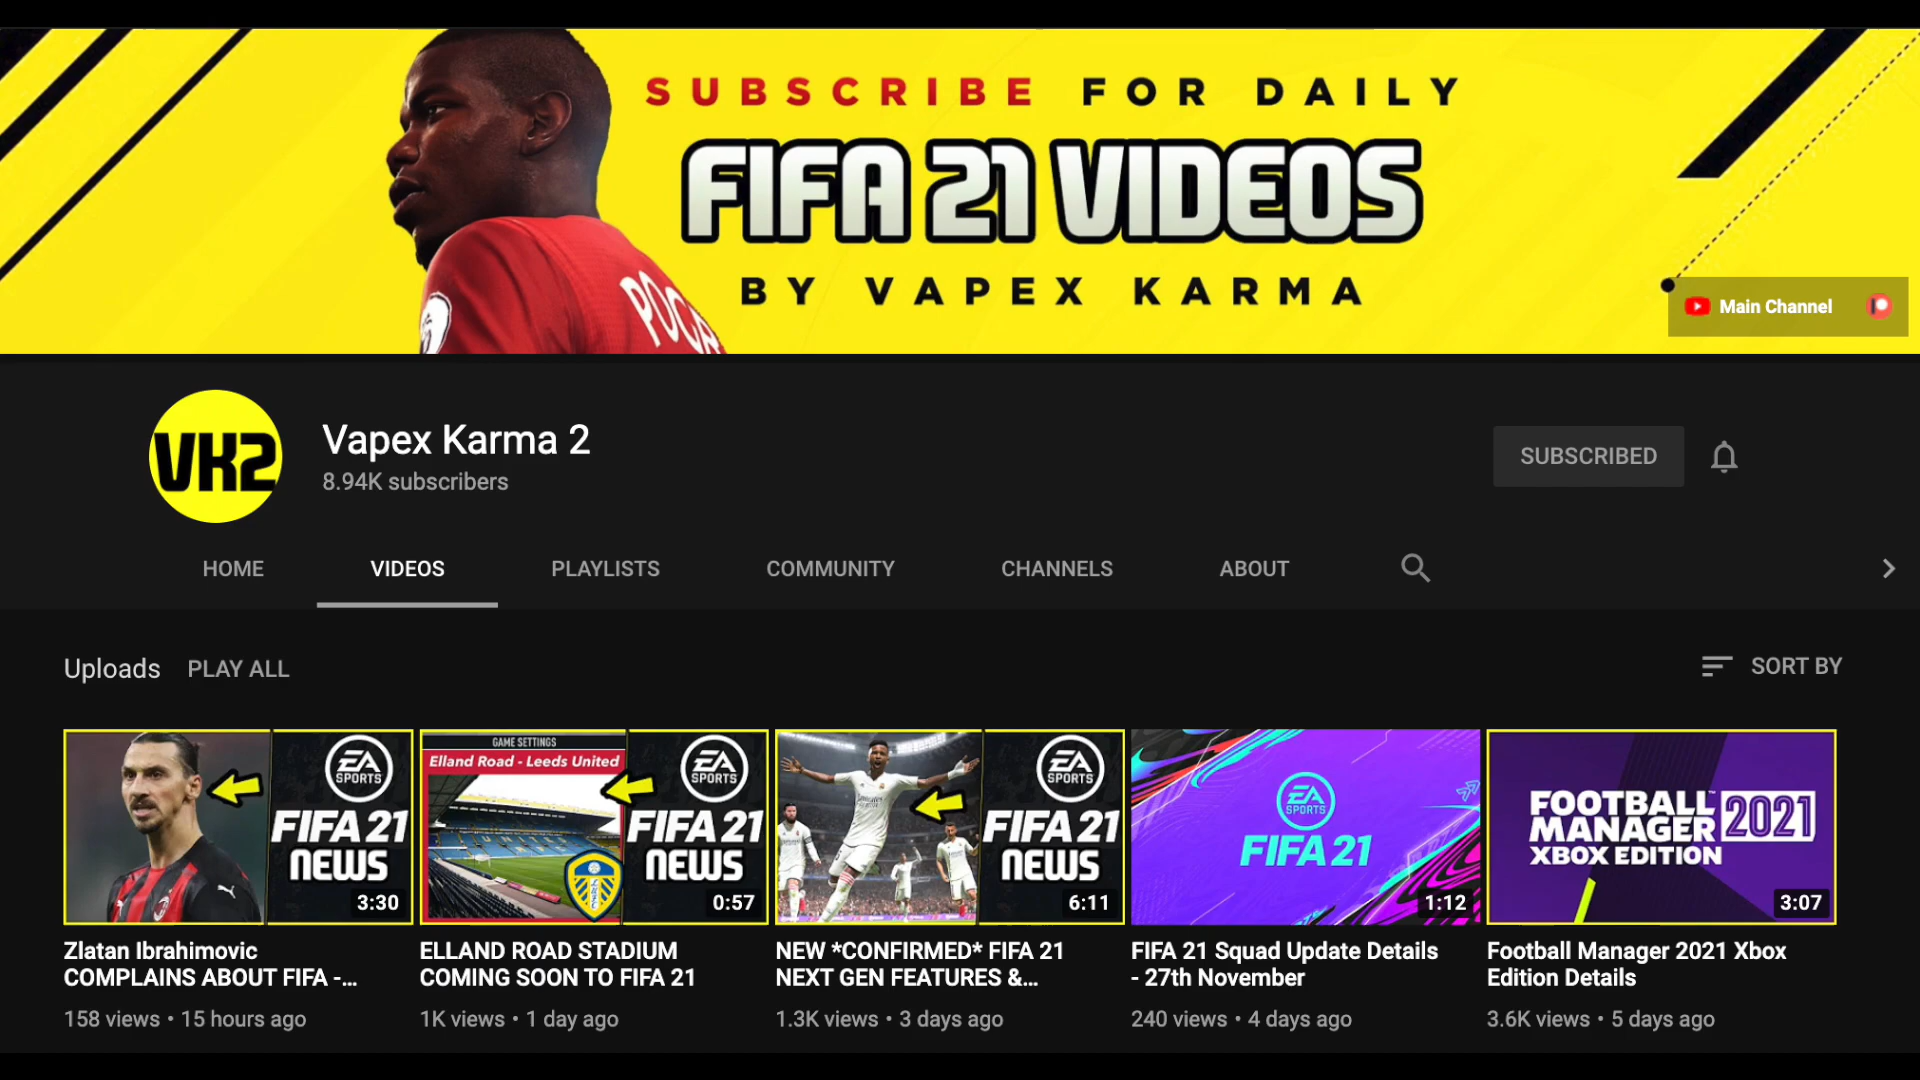 SUBSCRIBE FOR DAILY
FIFA 21 VIDEOS
BY VAPEX KARMA
Main Channel
VK2
Vapex Karma 2
8.94K subscribers
SUBSCRIBED
HOME
VIDEOS
PLAYLISTS
COMMUNITY
CHANNELS
ABOUT
Uploads
PLAY ALL
SORT BY
EA
SPORTS
FIFA 21
NEWS
3:30
Zlatan Ibrahimovic
COMPLAINS ABOUT FIFA -...
158 views • 15 hours ago
GAME SETTINGS
Elland Road - Leeds United
EA
SPORTS
FIFA 21
NEWS
0:57
ELLAND ROAD STADIUM
COMING SOON TO FIFA 21
1K views • 1 day ago
EA
SPORTS
FIFA 21
NEWS
6:11
NEW *CONFIRMED* FIFA 21
NEXT GEN FEATURES &...
1.3K views • 3 days ago
EA
SPORTS
FIFA 21
1:12
FIFA 21 Squad Update Details
- 27th November
240 views • 4 days ago
FOOTBALL
MANAGER 2021
XBOX EDITION
3:07
Football Manager 2021 Xbox
Edition Details
3.6K views • 5 days ago